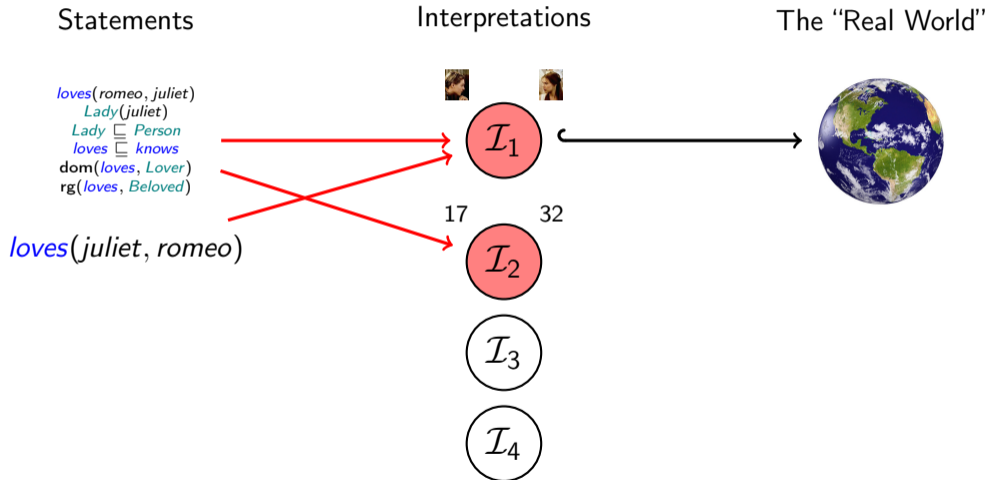 Statements
Interpretations
The “Real World”
loves(romeo, juliet)
Lady(juliet)
Lady ⊑ Person
loves ⊑ knows
dom(loves, Lover)
rg(loves, Beloved)
loves(juliet, romeo)
ℐ₁
17 32
ℐ₂
ℐ₃
ℐ₄